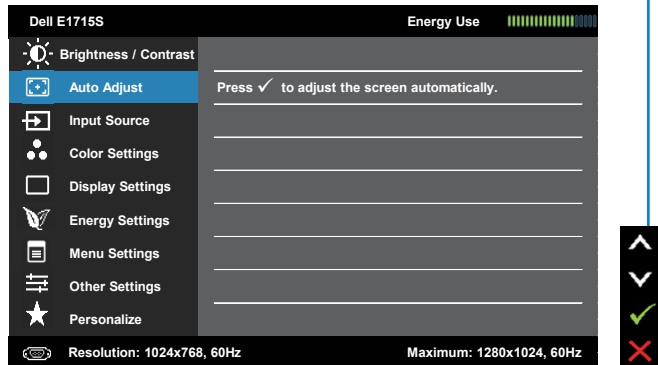 Dell E1715S Energy Use
Brightness / Contrast
Auto Adjust Press ✓ to adjust the screen automatically.
Input Source
Color Settings
Display Settings
Energy Settings
Menu Settings
Other Settings
Personalize
Resolution: 1024x768, 60Hz Maximum: 1280x1024, 60Hz